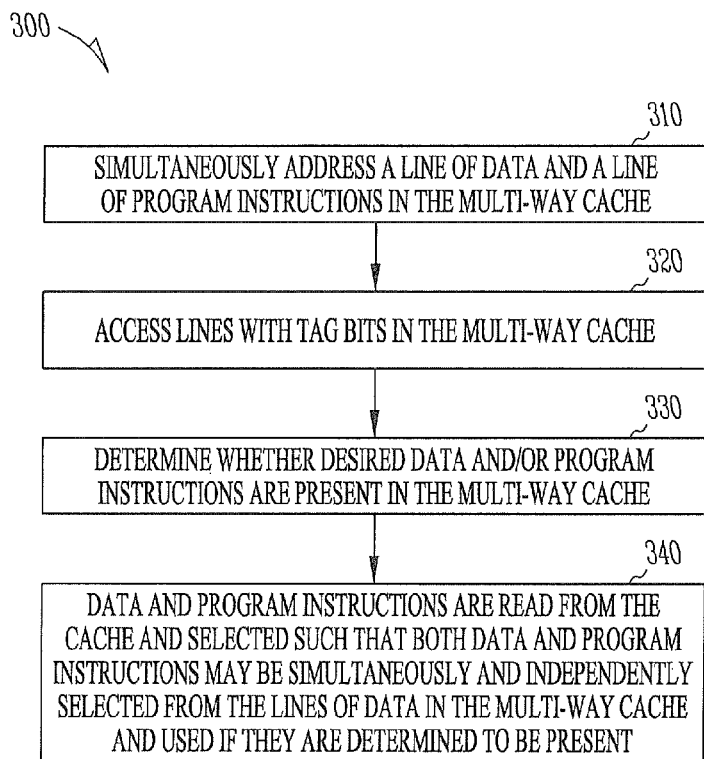 300
310
SIMULTANEOUSLY ADDRESS A LINE OF DATA AND A LINE
OF PROGRAM INSTRUCTIONS IN THE MULTI-WAY CACHE
320
ACCESS LINES WITH TAG BITS IN THE MULTI-WAY CACHE
330
DETERMINE WHETHER DESIRED DATA AND/OR PROGRAM
INSTRUCTIONS ARE PRESENT IN THE MULTI-WAY CACHE
340
DATA AND PROGRAM INSTRUCTIONS ARE READ FROM THE
CACHE AND SELECTED SUCH THAT BOTH DATA AND PROGRAM
INSTRUCTIONS MAY BE SIMULTANEOUSLY AND INDEPENDENTLY
SELECTED FROM THE LINES OF DATA IN THE MULTI-WAY CACHE
AND USED IF THEY ARE DETERMINED TO BE PRESENT